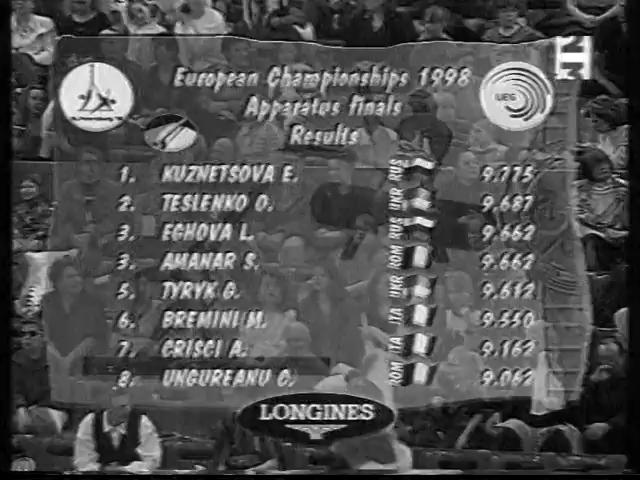 European Championships 1998
Apparatus Finals
Results
UEG
1. KUZNETSOVA E. RUS 9.775
2. TESLENKO O. UKR 9.687
3. EGHOVA L. RUS 9.662
3. AMANAR S. ROM 9.662
5. TYRYK G. UKR 9.612
6. BREMINI M. ITA 9.550
7. CRISCI A. ITA 9.162
8. UNGUREANU C. ROM 9.062
LONGINES